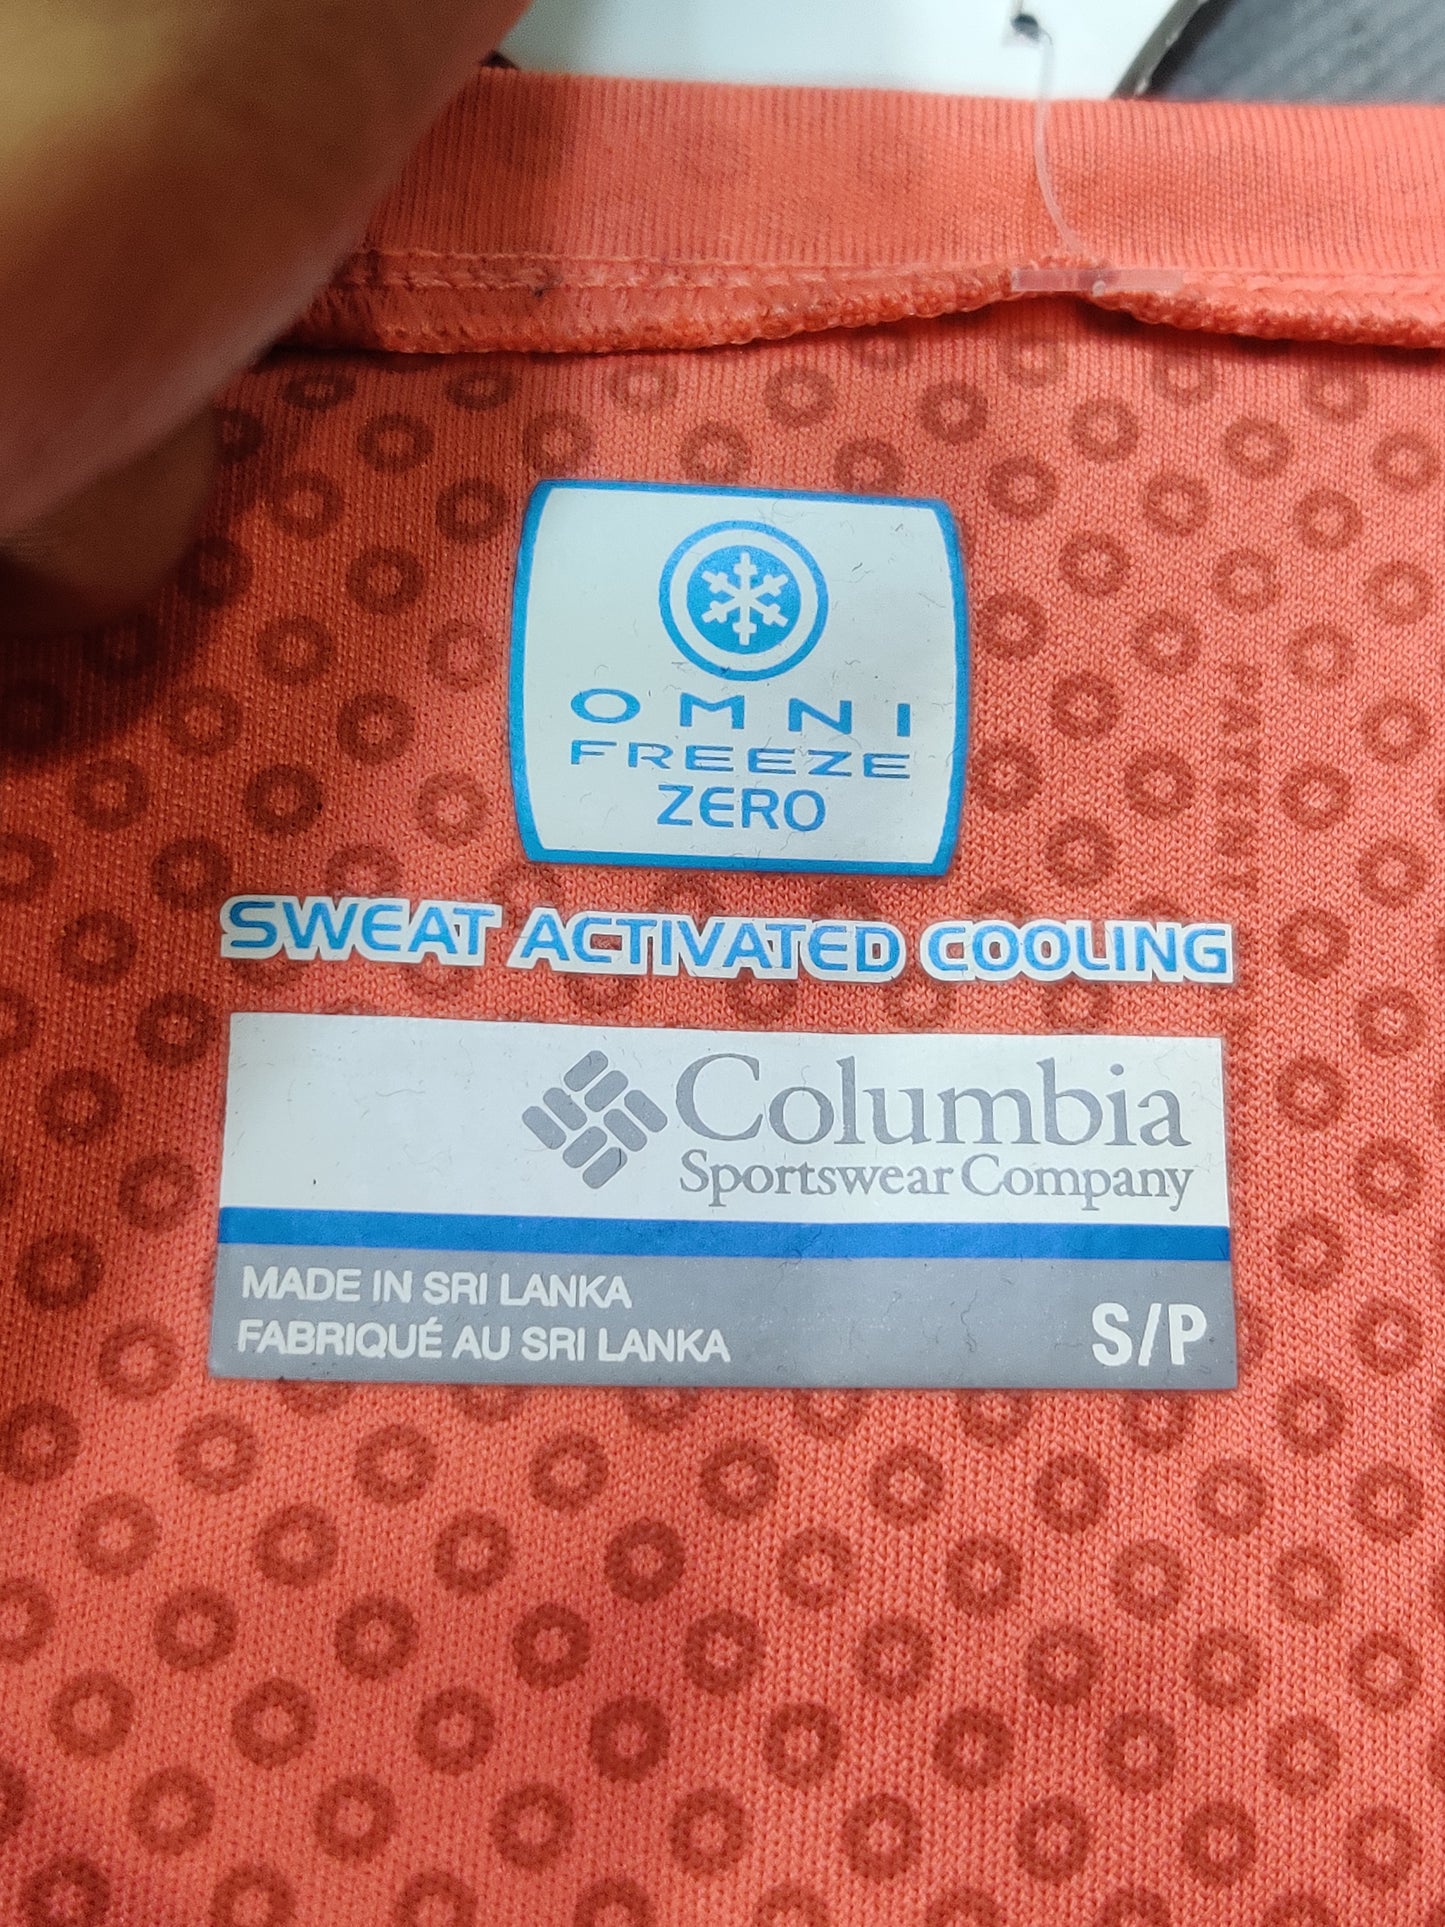 OMNI
FREEZE
ZERO
SWEAT ACTIVATED COOLING
Columbia
Sportswear Company
MADE IN SRI LANKA
FABRIQUÉ AU SRI LANKA
S/P